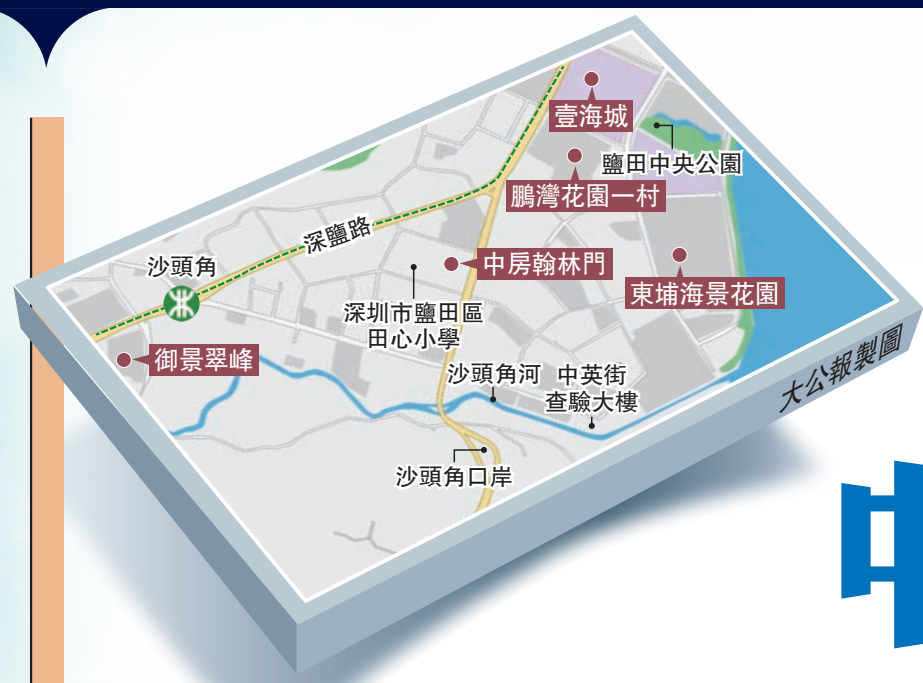 壹海城
鹽田中央公園
鵬灣花園一村
深鹽路
沙頭角
中房翰林門
東埔海景花園
深圳市鹽田區
田心小學
御景翠峰
沙頭角河
中英街
查驗大樓
大公報製圖
沙頭角口岸